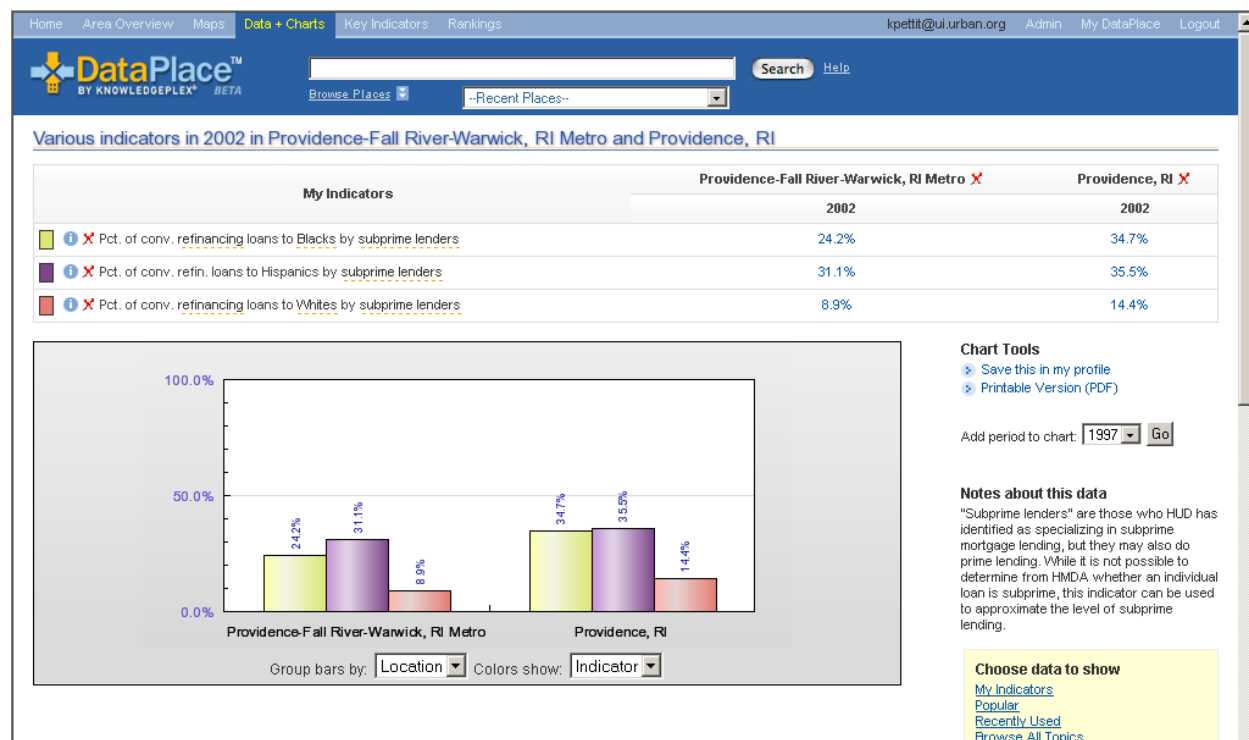 Home Area Overview Maps Data + Charts Key Indicators Rankings kpettit@ui.urban.org Admin My DataPlace Logout
DataPlace™
BY KNOWLEDGEPLEX® BETA
Search Help
Browse Places --Recent Places--
Various indicators in 2002 in Providence-Fall River-Warwick, RI Metro and Providence, RI
My Indicators Providence-Fall River-Warwick, RI Metro Providence, RI
2002 2002
Pct. of conv. refinancing loans to Blacks by subprime lenders 24.2% 34.7%
Pct. of conv. refin. loans to Hispanics by subprime lenders 31.1% 35.5%
Pct. of conv. refinancing loans to Whites by subprime lenders 8.9% 14.4%
100.0%
50.0%
0.0%
24.2% 31.1% 8.9% 34.7% 35.5% 14.4%
Providence-Fall River-Warwick, RI Metro Providence, RI
Group bars by: Location Colors show: Indicator
Chart Tools
Save this in my profile
Printable Version (PDF)
Add period to chart: 1997 Go
Notes about this data
"Subprime lenders" are those who HUD has
identified as specializing in subprime
mortgage lending, but they may also do
prime lending. While it is not possible to
determine from HMDA whether an individual
loan is subprime, this indicator can be used
to approximate the level of subprime
lending.
Choose data to show
My Indicators
Popular
Recently Used
Browse All Topics